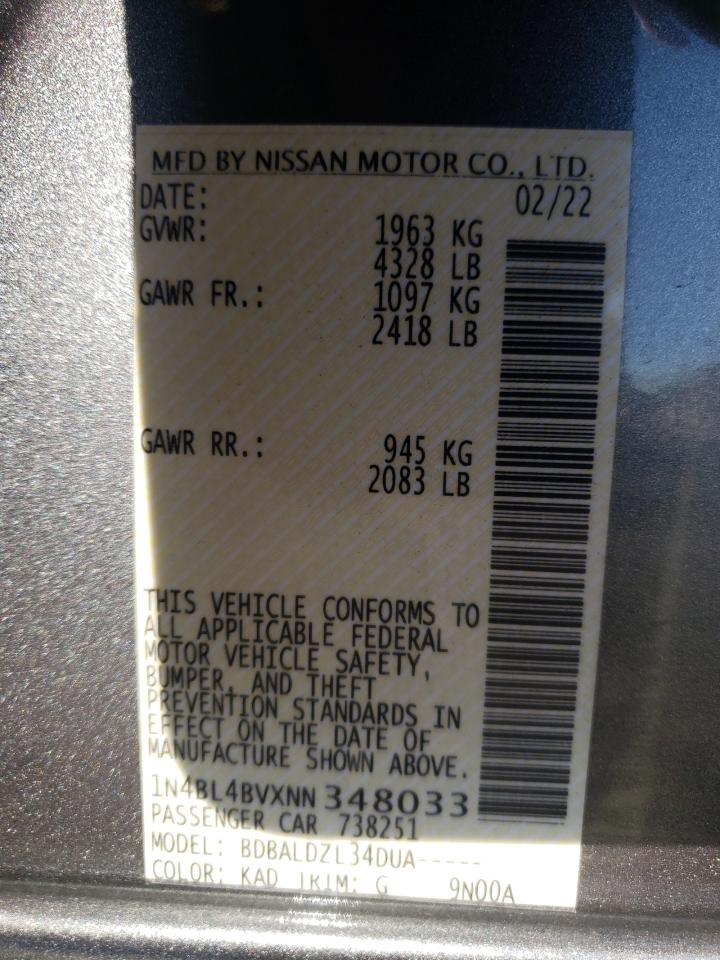 MFD BY NISSAN MOTOR CO., LTD.
DATE: 02/22
GVWR: 1963 KG
4328 LB
GAWR FR.: 1097 KG
2418 LB
GAWR RR.: 945 KG
2083 LB
THIS VEHICLE CONFORMS TO
ALL APPLICABLE FEDERAL
MOTOR VEHICLE SAFETY,
BUMPER, AND THEFT
PREVENTION STANDARDS IN
EFFECT ON THE DATE OF
MANUFACTURE SHOWN ABOVE.
1N4BL4BVXNN348033
PASSENGER CAR 738251
MODEL: BDBALDZL34DUA-----
COLOR: KAD TRIM: G 9N00A